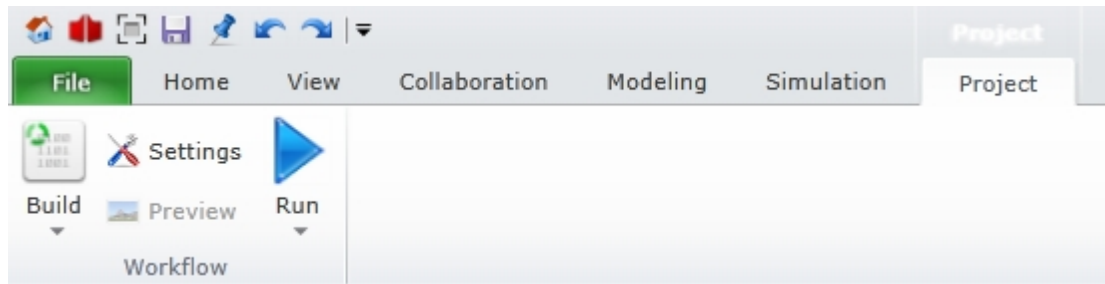 Project
File Home View Collaboration Modeling Simulation Project
Settings
Build Preview Run
Workflow